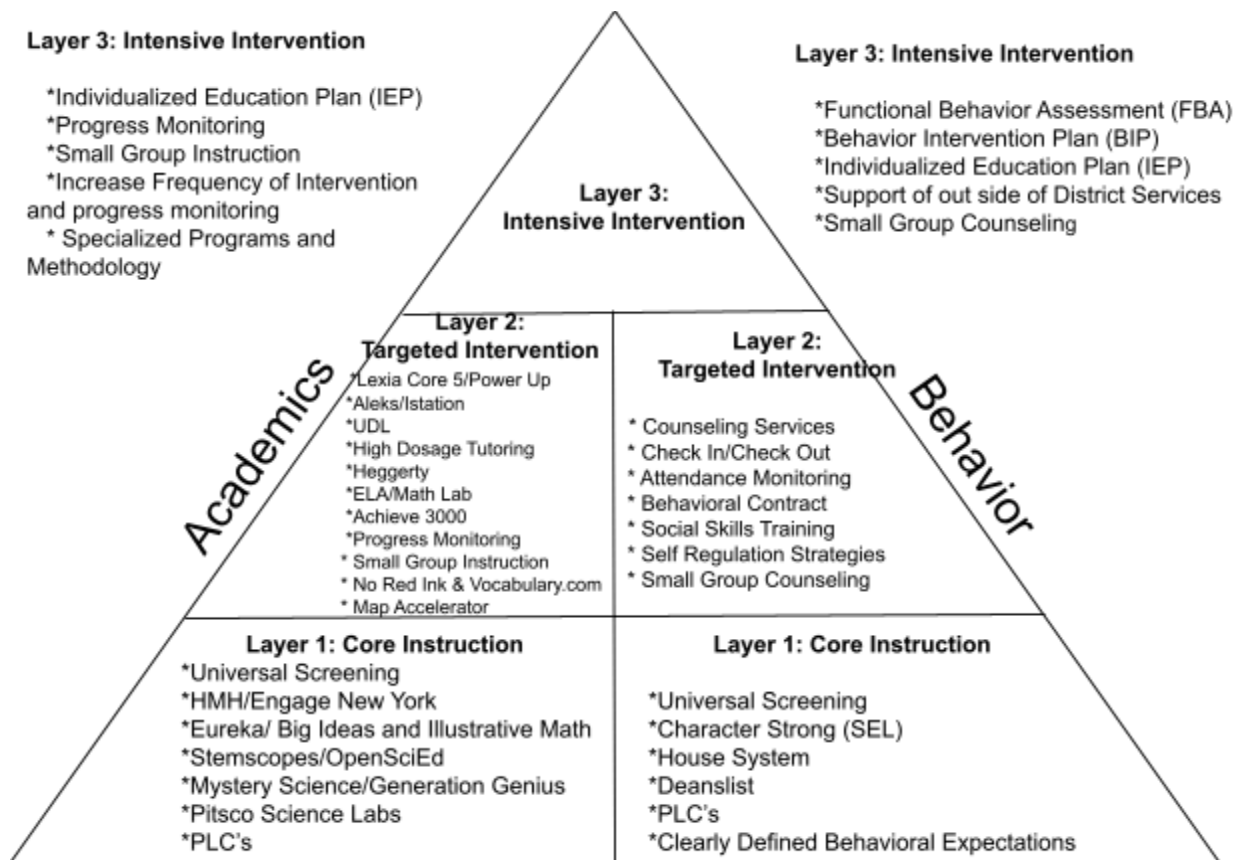 Layer 3: Intensive Intervention
*Individualized Education Plan (IEP)
*Progress Monitoring
*Small Group Instruction
*Increase Frequency of Intervention
and progress monitoring
* Specialized Programs and
Methodology
Layer 3: Intensive Intervention
*Functional Behavior Assessment (FBA)
*Behavior Intervention Plan (BIP)
*Individualized Education Plan (IEP)
*Support of out side of District Services
*Small Group Counseling
Layer 3:
Intensive Intervention
Academics
Layer 2:
Targeted Intervention
*Lexia Core 5/Power Up
*Aleks/Istation
*UDL
*High Dosage Tutoring
*Heggerty
*ELA/Math Lab
*Achieve 3000
*Progress Monitoring
* Small Group Instruction
* No Red Ink & Vocabulary.com
* Map Accelerator
Layer 2:
Targeted Intervention
* Counseling Services
* Check In/Check Out
* Attendance Monitoring
* Behavioral Contract
* Social Skills Training
* Self Regulation Strategies
* Small Group Counseling
Behavior
Layer 1: Core Instruction
*Universal Screening
*HMH/Engage New York
*Eureka/ Big Ideas and Illustrative Math
*Stemscopes/OpenSciEd
*Mystery Science/Generation Genius
*Pitsco Science Labs
*PLC's
Layer 1: Core Instruction
*Universal Screening
*Character Strong (SEL)
*House System
*Deanslist
*PLC's
*Clearly Defined Behavioral Expectations